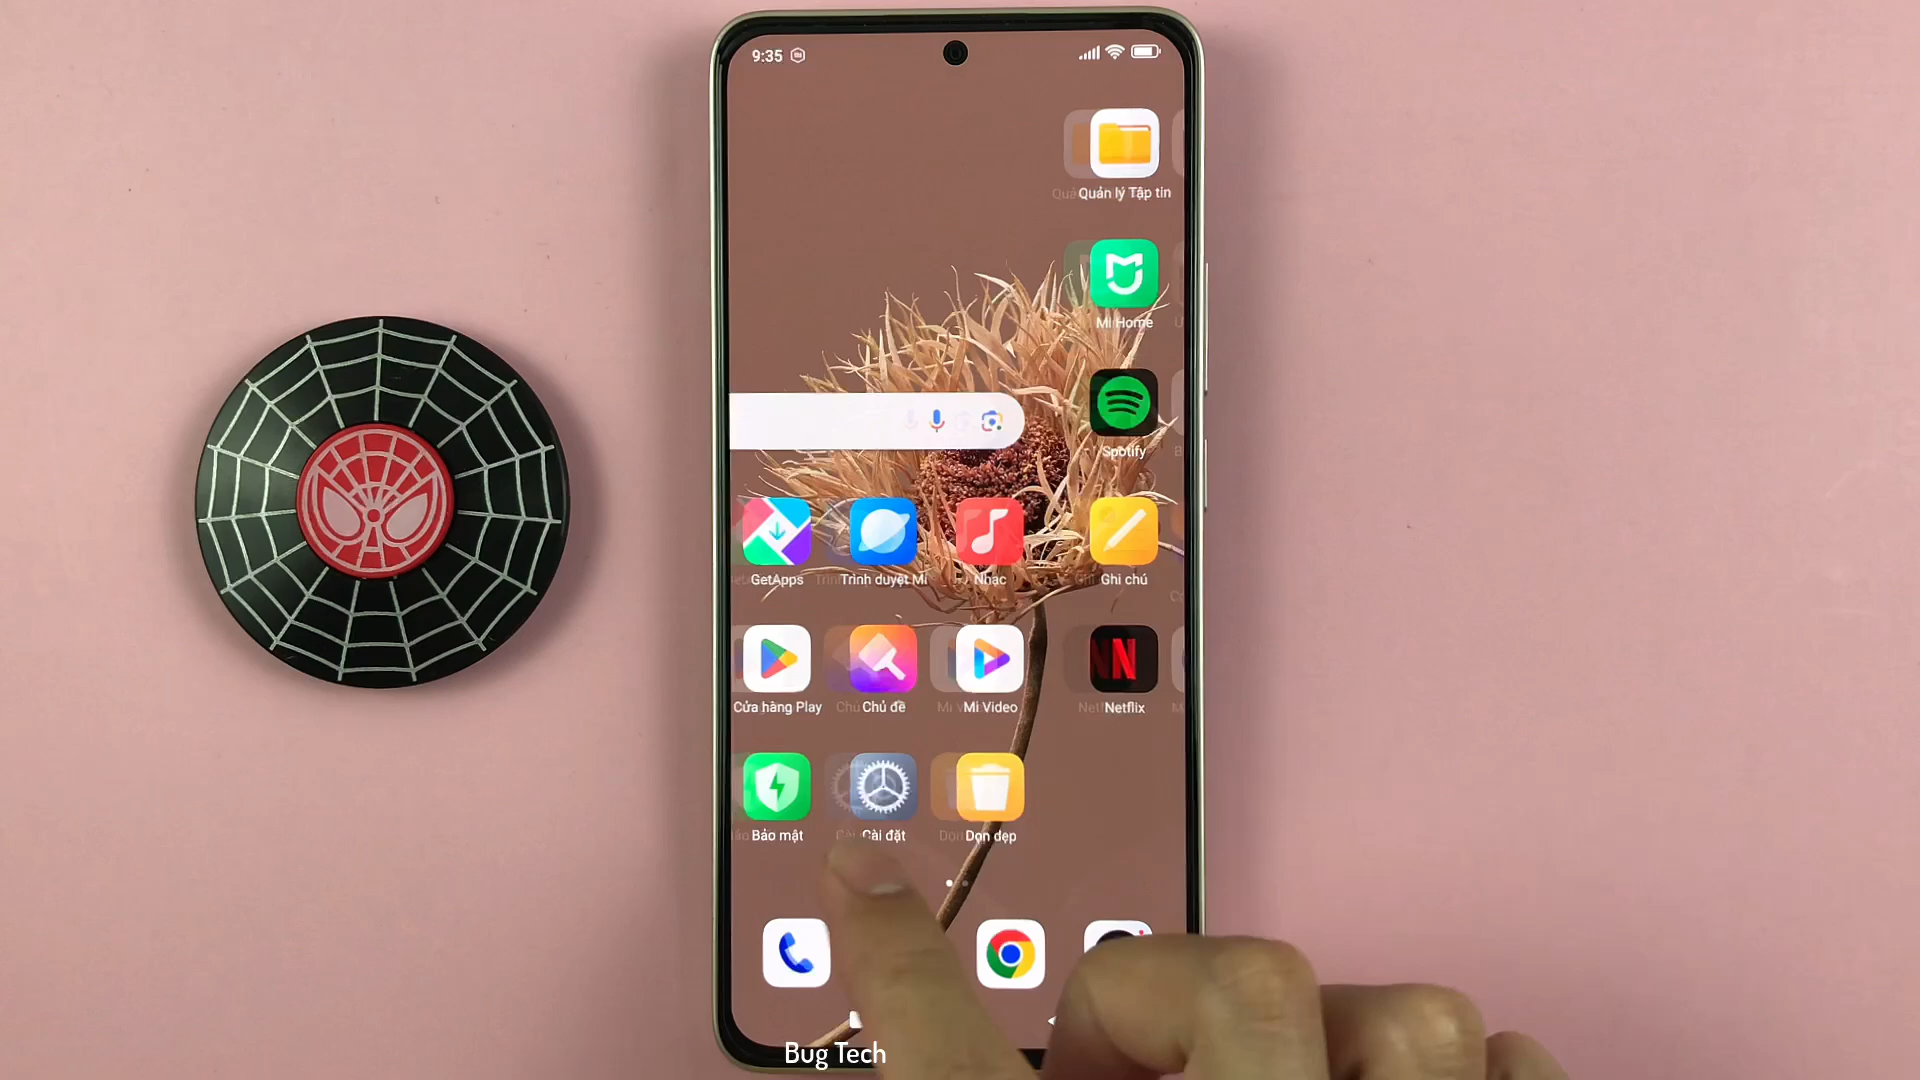 9:35
Quản lý Tập tin
Mi Home
Spotify
GetApps
Trình duyệt Mi
Nhạc
Ghi chú
Cửa hàng Play
Chủ đề
Mi Video
Netflix
Bảo mật
Cài đặt
Dọn dẹp
Bug Tech